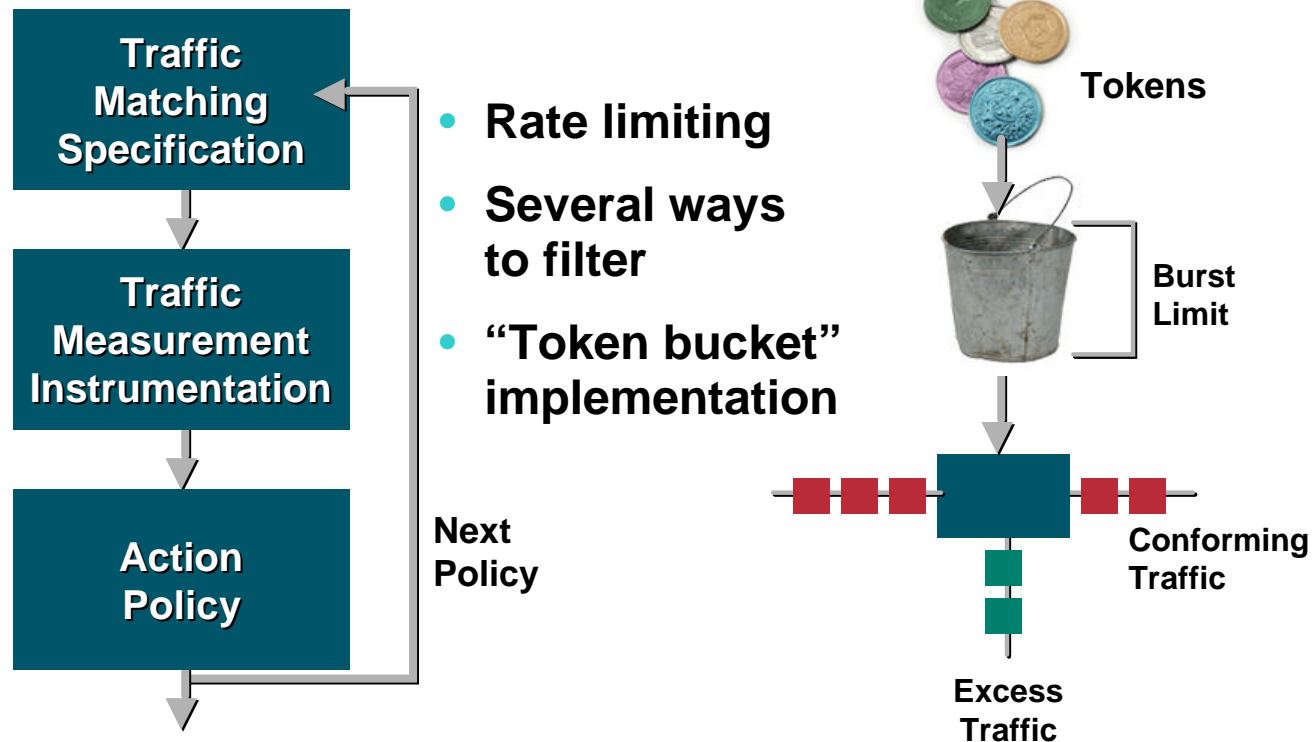 Traffic
Matching
Specification
Traffic
Measurement
Instrumentation
Action
Policy
Next
Policy
• Rate limiting
• Several ways
to filter
• “Token bucket”
implementation
Tokens
Burst
Limit
Conforming
Traffic
Excess
Traffic